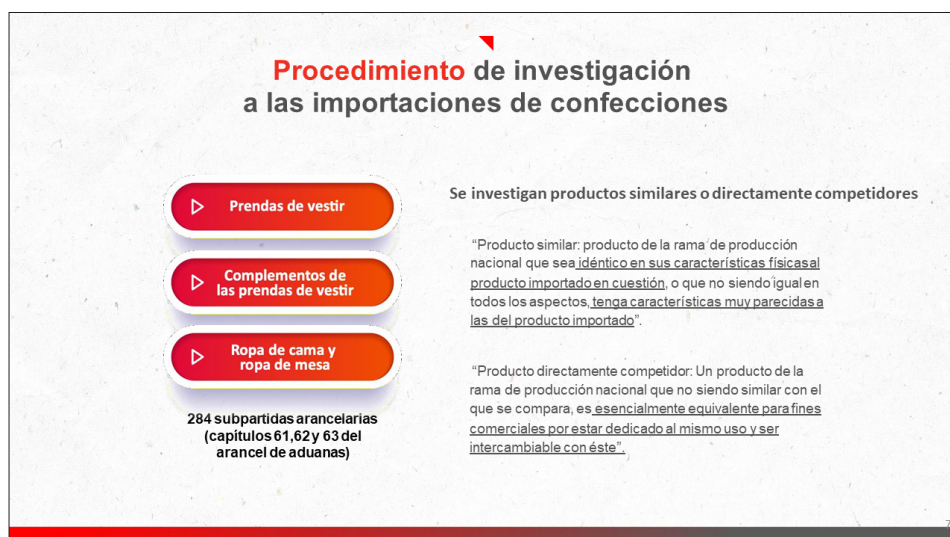 Procedimiento de investigación
a las importaciones de confecciones
Prendas de vestir
Complementos de
las prendas de vestir
Ropa de cama y
ropa de mesa
284 subpartidas arancelarias
(capítulos 61,62 y 63 del
arancel de aduanas)
Se investigan productos similares o directamente competidores
“Producto similar: producto de la rama de producción
nacional que sea idéntico en sus características físicasal
producto importado en cuestión, o que no siendo igual en
todos los aspectos, tenga características muy parecidas a
las del producto importado”.
“Producto directamente competidor: Un producto de la
rama de producción nacional que no siendo similar con el
que se compara, es esencialmente equivalente para fines
comerciales por estar dedicado al mismo uso y ser
intercambiable con éste”.
7